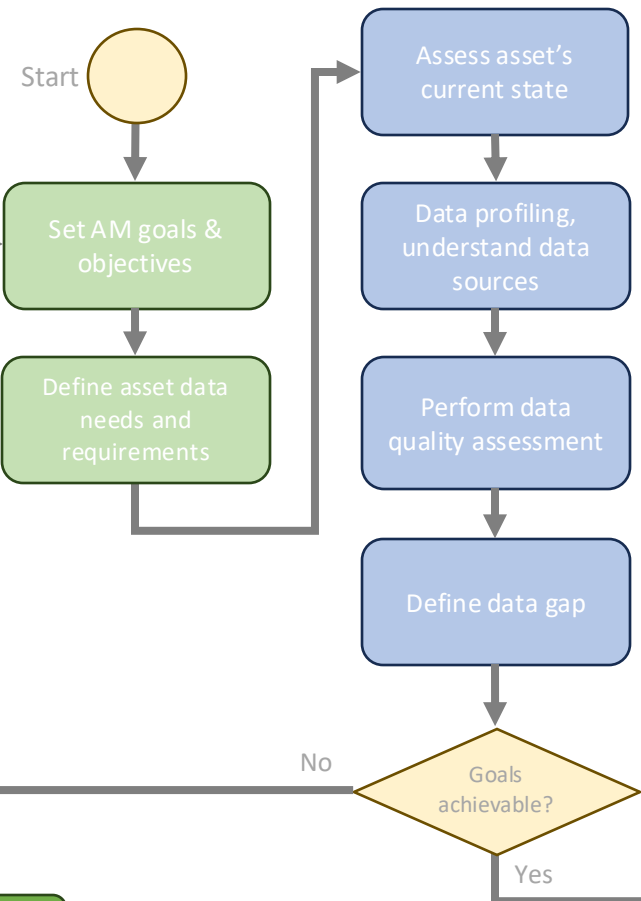 Start
Set AM goals &
objectives
Define asset data
needs and
requirements
Assess asset’s
current state
Data profiling,
understand data
sources
Perform data
quality assessment
Define data gap
Goals
achievable?
No
Yes